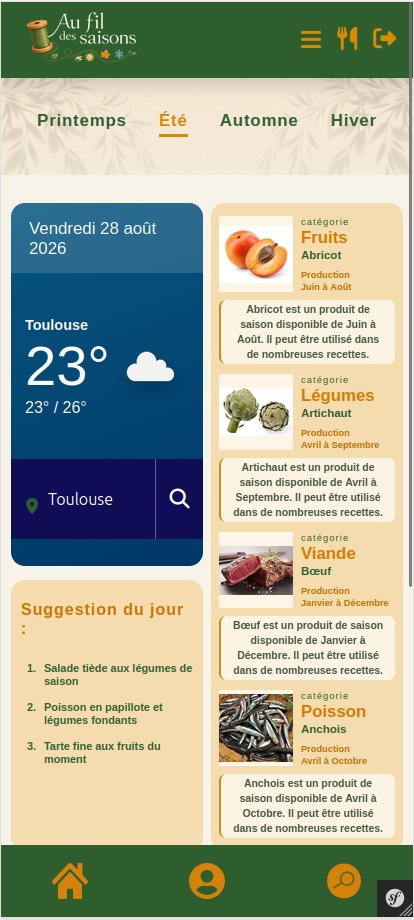 Au fil
des saisons
Printemps Été Automne Hiver
Vendredi 28 août
2026
Toulouse
23°
23° / 26°
Toulouse
Suggestion du jour
:
1. Salade tiède aux légumes de
saison
2. Poisson en papillote et
légumes fondants
3. Tarte fine aux fruits du
moment
catégorie
Fruits
Abricot
Production
Juin à Août
Abricot est un produit de
saison disponible de Juin à
Août. Il peut être utilisé dans
de nombreuses recettes.
catégorie
Légumes
Artichaut
Production
Avril à Septembre
Artichaut est un produit de
saison disponible de Avril à
Septembre. Il peut être utilisé
dans de nombreuses recettes.
catégorie
Viande
Bœuf
Production
Janvier à Décembre
Bœuf est un produit de saison
disponible de Janvier à
Décembre. Il peut être utilisé
dans de nombreuses recettes.
catégorie
Poisson
Anchois
Production
Avril à Octobre
Anchois est un produit de
saison disponible de Avril à
Octobre. Il peut être utilisé
dans de nombreuses recettes.
sf